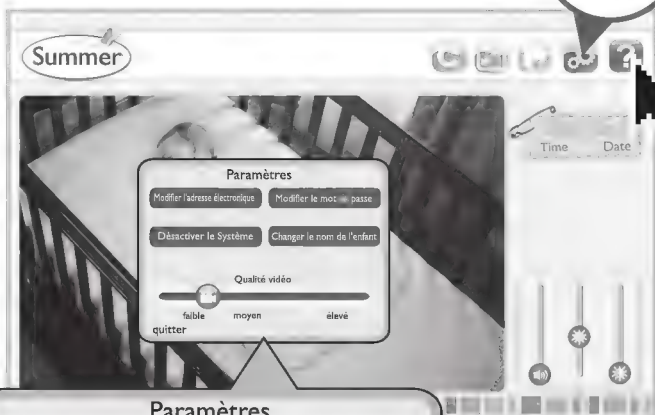 Summer
?
Time Date
Paramètres
Modifier l'adresse électronique Modifier le mot passe
Désactiver le Système Changer le nom de l'enfant
Qualité vidéo
faible moyen élevé
quitter
Paramètres